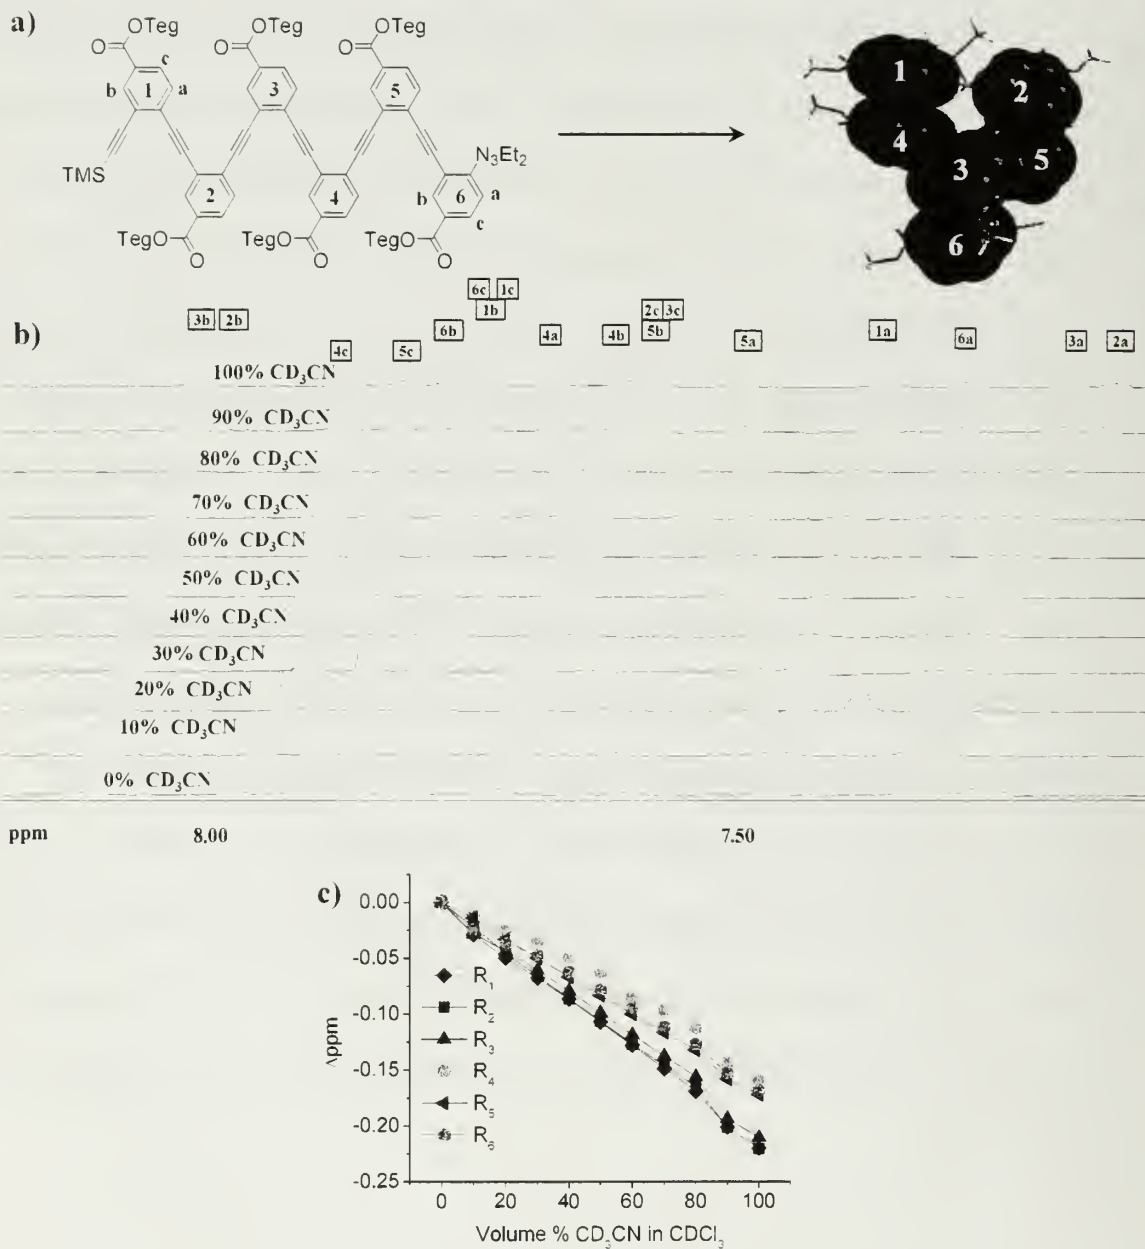 a)
OTeg OTeg OTeg
O O O
c
1 3 5
b a
TMS
N3Et2
2 4 b 6 a
c
TegO TegO TegO
O O O
1 2
4 3 5
6
b)
6c 1c
3b 2b 1b 2c 3c
6b 4a 4b 5b 1a
4c 5c 5a 6a 3a 2a
100% CD3CN
90% CD3CN
80% CD3CN
70% CD3CN
60% CD3CN
50% CD3CN
40% CD3CN
30% CD3CN
20% CD3CN
10% CD3CN
0% CD3CN
ppm 8.00 7.50
c)
0.00
-0.05
-0.10
-0.15
-0.20
-0.25
Δppm
R1
R2
R3
R4
R5
R6
0 20 40 60 80 100
Volume % CD3CN in CDCl3